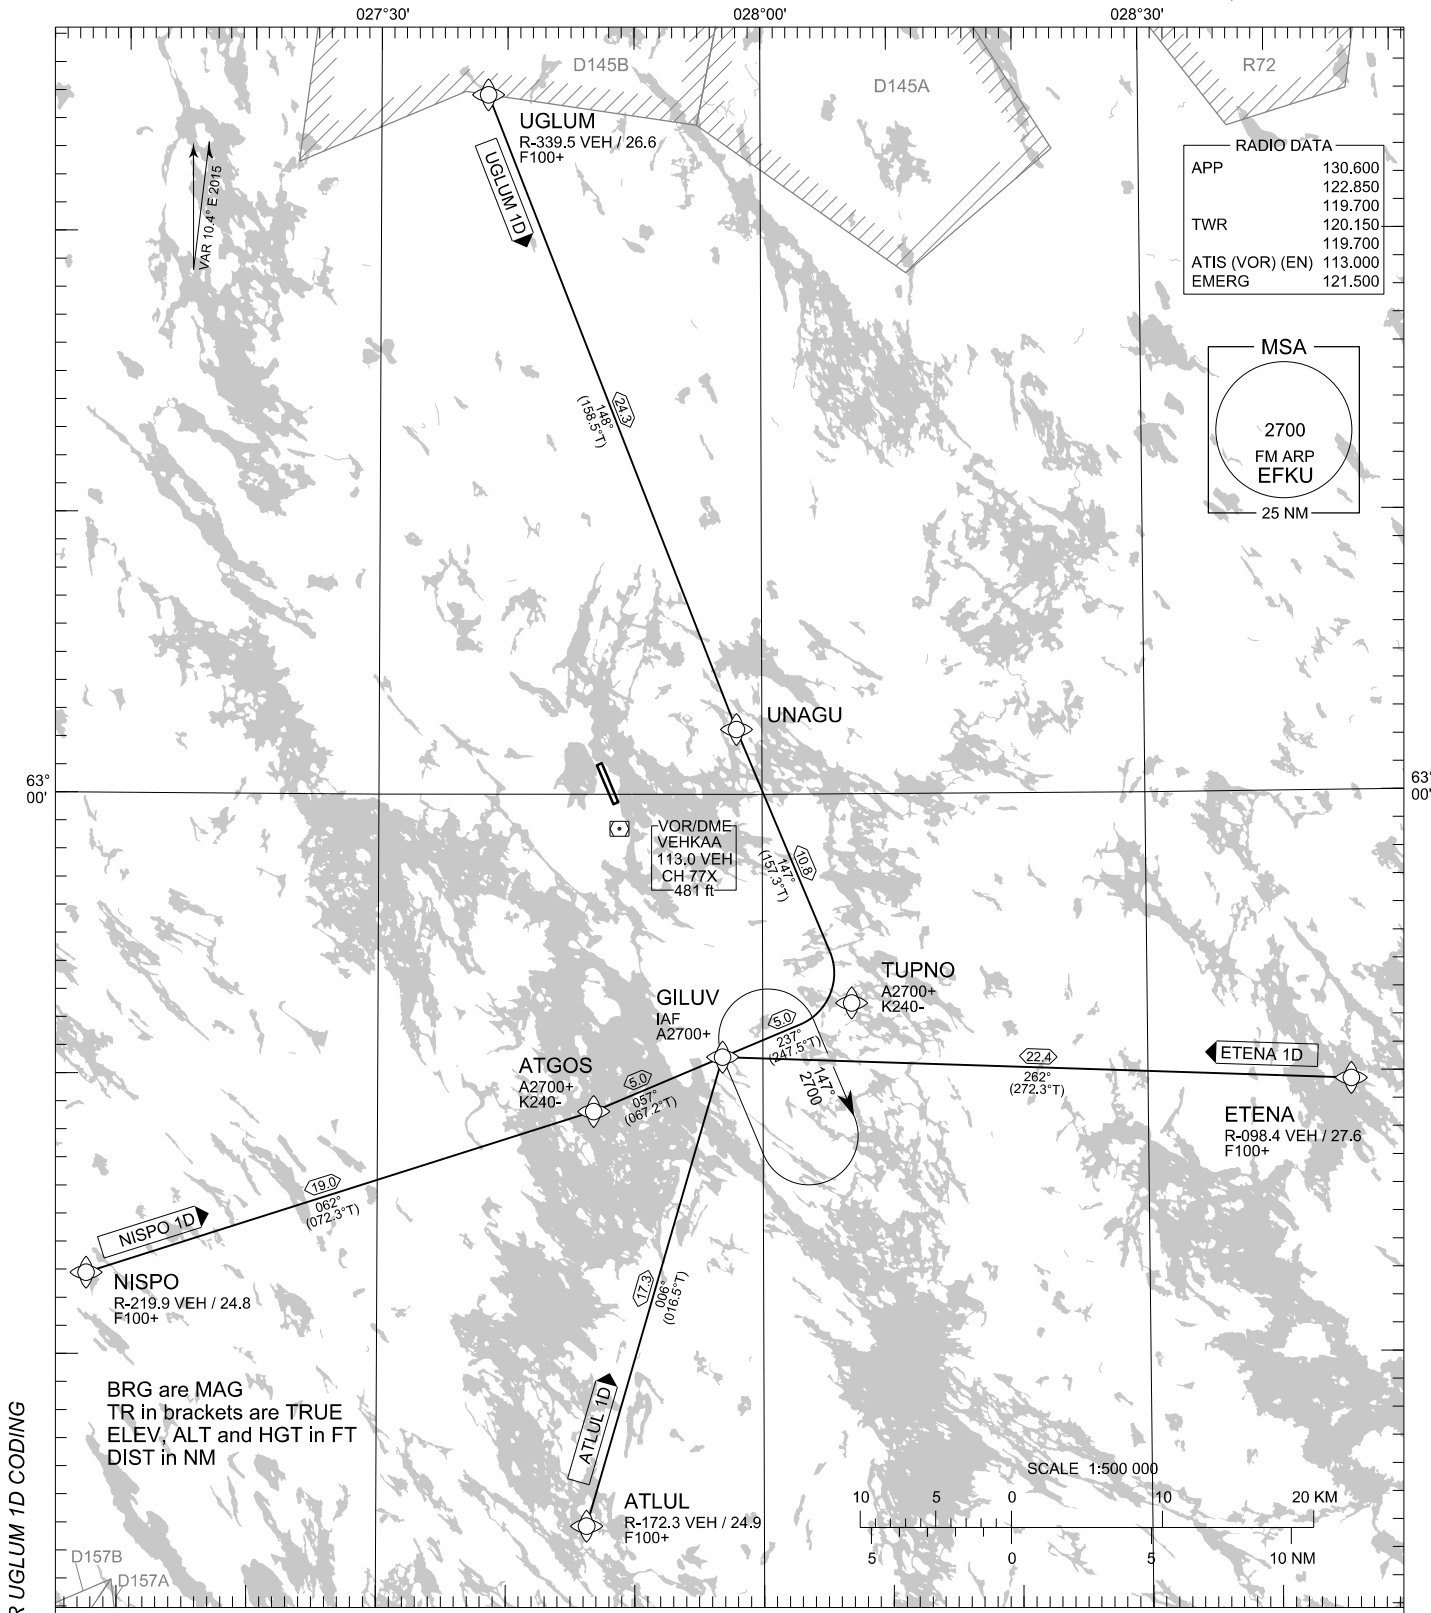 027°30'
028°00'
028°30'
D145B
D145A
R72
UGLUM
R-339.5 VEH / 26.6
F100+
UGLUM 1D
VAR 10.4° E 2015
RADIO DATA
APP 130.600
122.850
119.700
TWR 120.150
119.700
ATIS (VOR) (EN) 113.000
EMERG 121.500
MSA
2700
FM ARP
EFKU
25 NM
24.3
148°
(158.5°T)
UNAGU
63°
00'
63°
00'
VOR/DME
VEHKAA
113.0 VEH
CH 77X
481 ft
10.8
147°
(157.3°T)
TUPNO
A2700+
K240-
GILUV
IAF
A2700+
5.0
237°
(247.5°T)
147°
2700
ATGOS
A2700+
K240-
5.0
057°
(067.2°T)
22.4
262°
(272.3°T)
ETENA 1D
ETENA
R-098.4 VEH / 27.6
F100+
19.0
062°
(072.3°T)
NISPO 1D
NISPO
R-219.9 VEH / 24.8
F100+
17.3
006°
(016.5°T)
ATLUL 1D
ATLUL
R-172.3 VEH / 24.9
F100+
BRG are MAG
TR in brackets are TRUE
ELEV, ALT and HGT in FT
DIST in NM
SCALE 1:500 000
10 5 0 10 20 KM
5 0 5 10 NM
D157B
D157A
R UGLUM 1D CODING